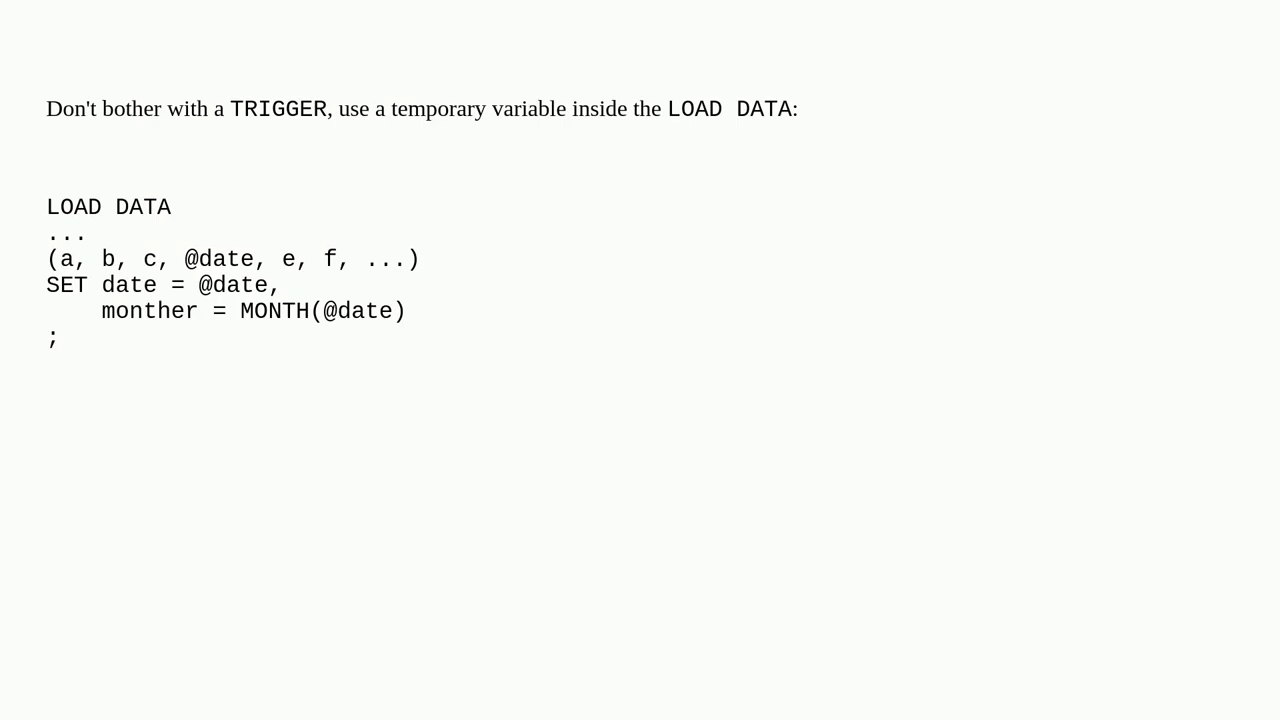 Don't bother with a TRIGGER, use a temporary variable inside the LOAD DATA:
LOAD DATA
...
(a, b, c, @date, e, f, ...)
SET date = @date,
    monther = MONTH(@date)
;